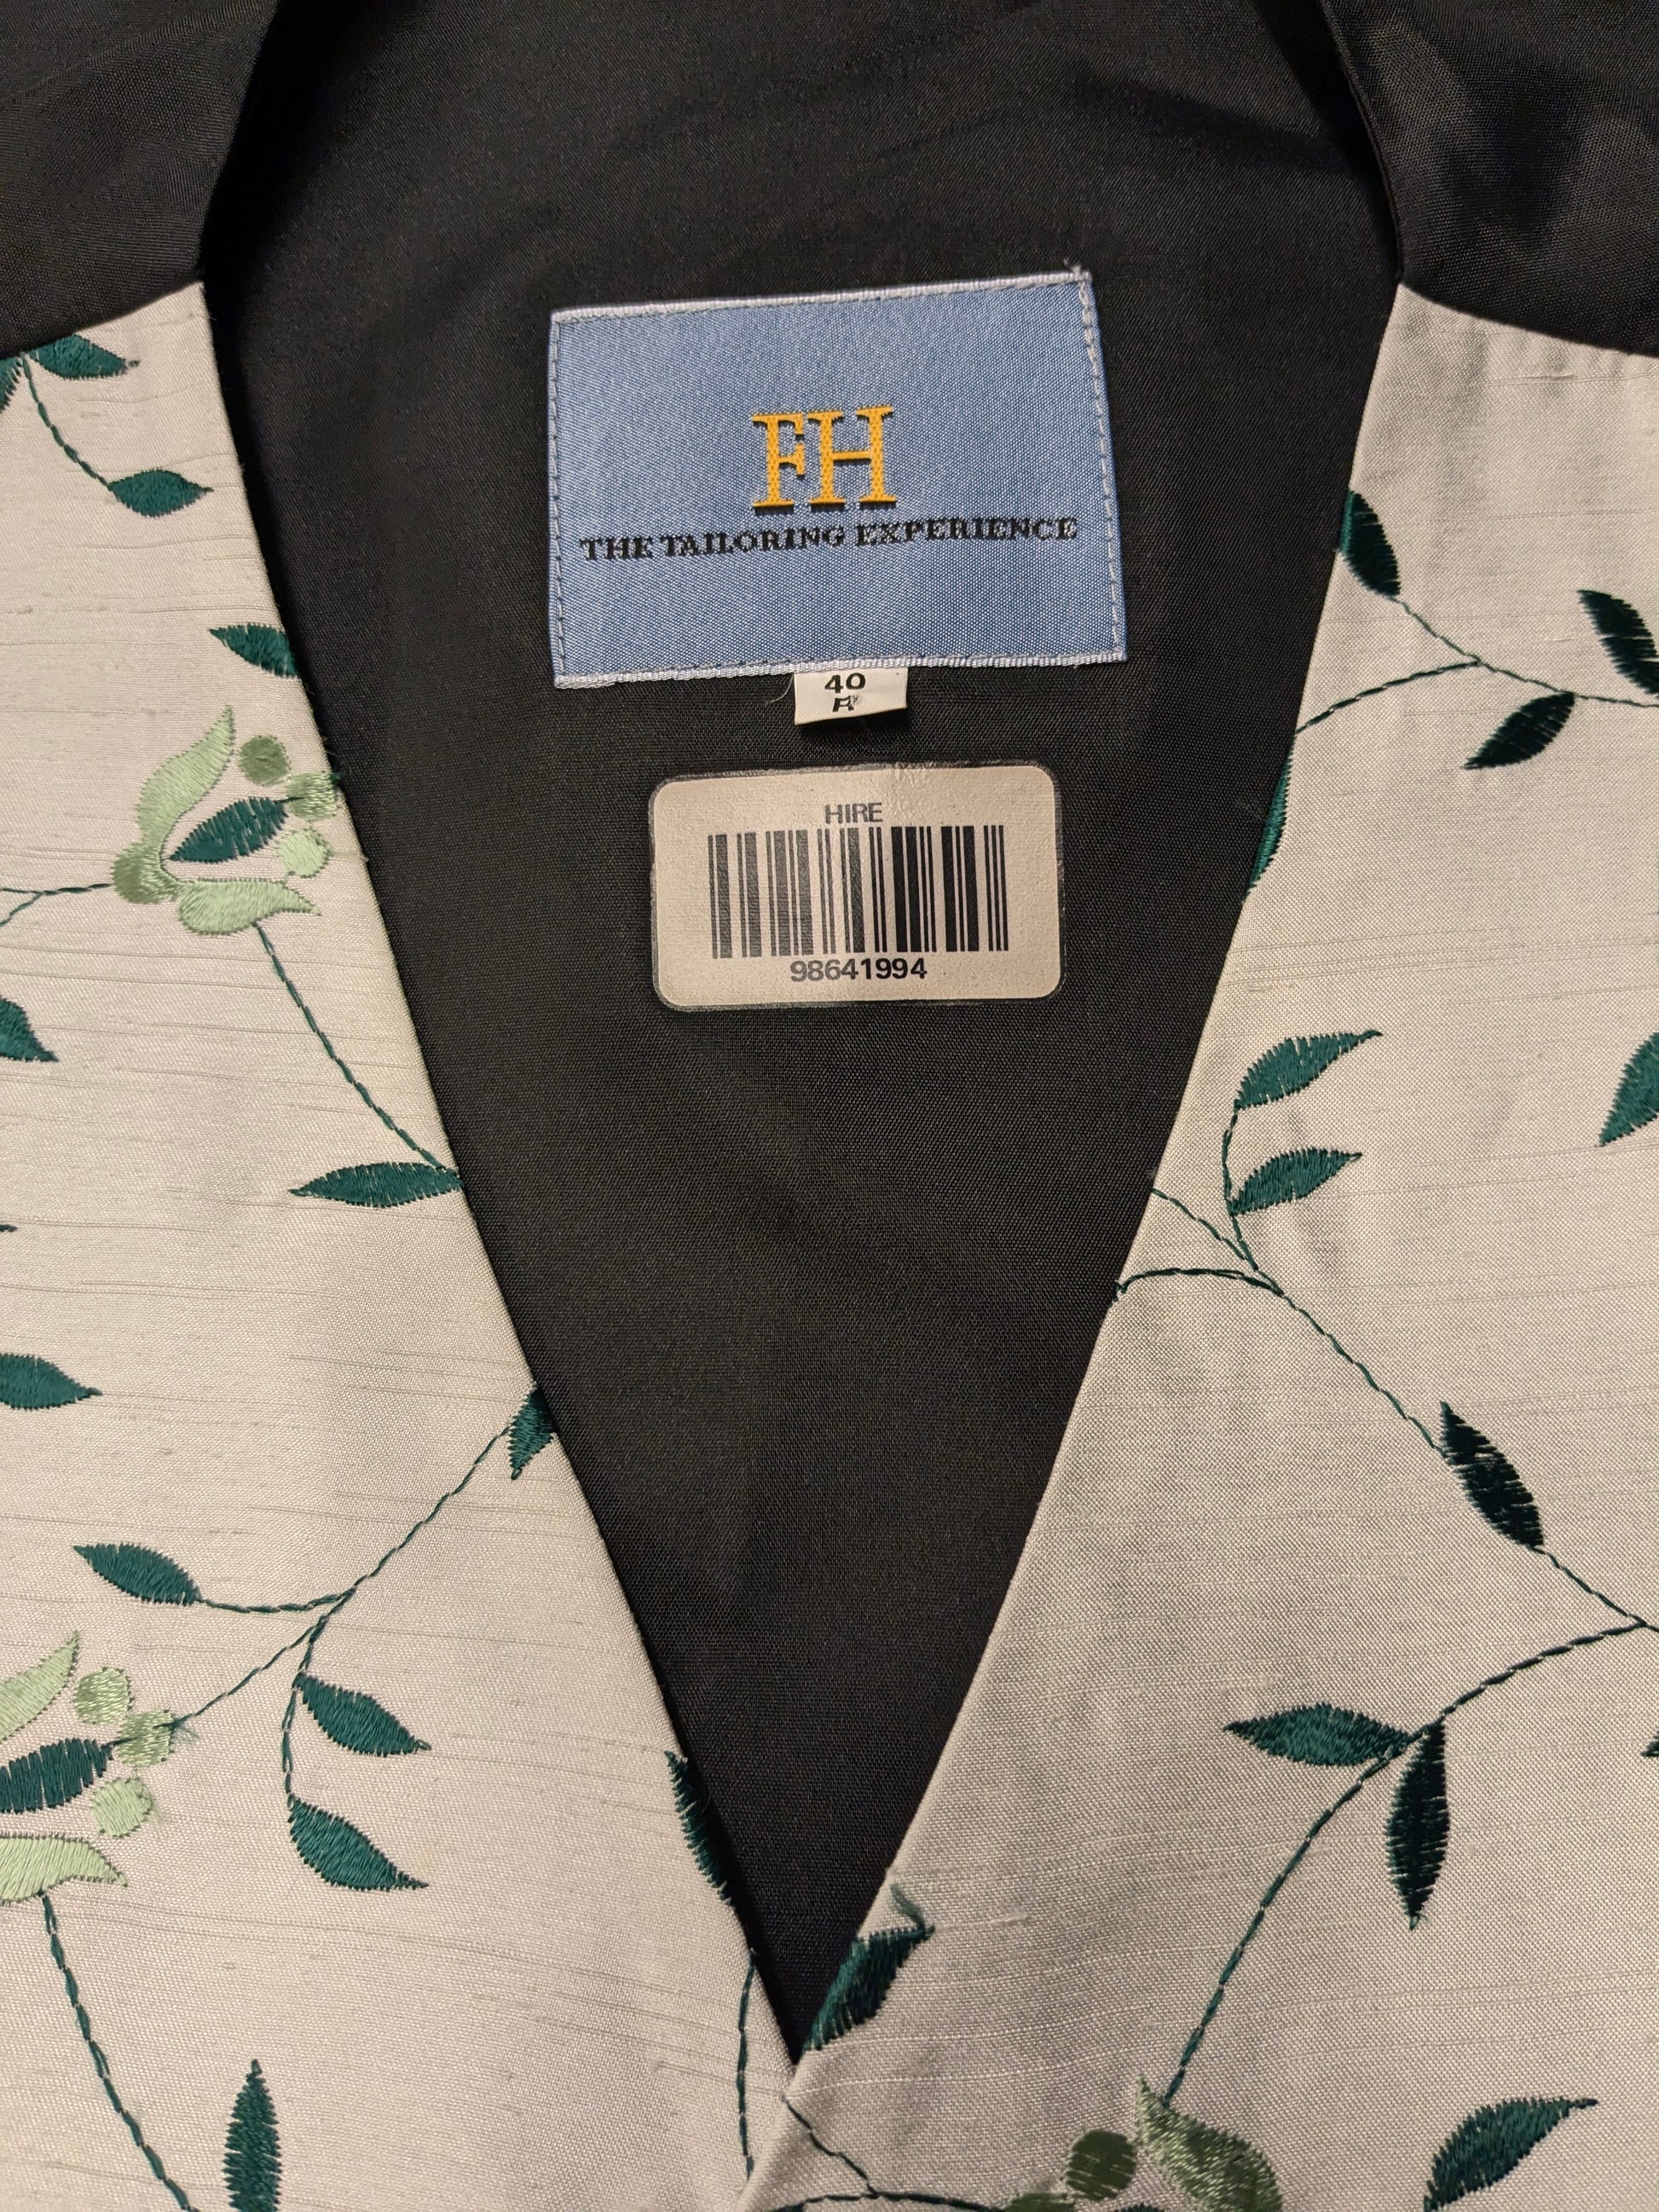 FH
THE TAILORING EXPERIENCE
40
R
HIRE
98641994